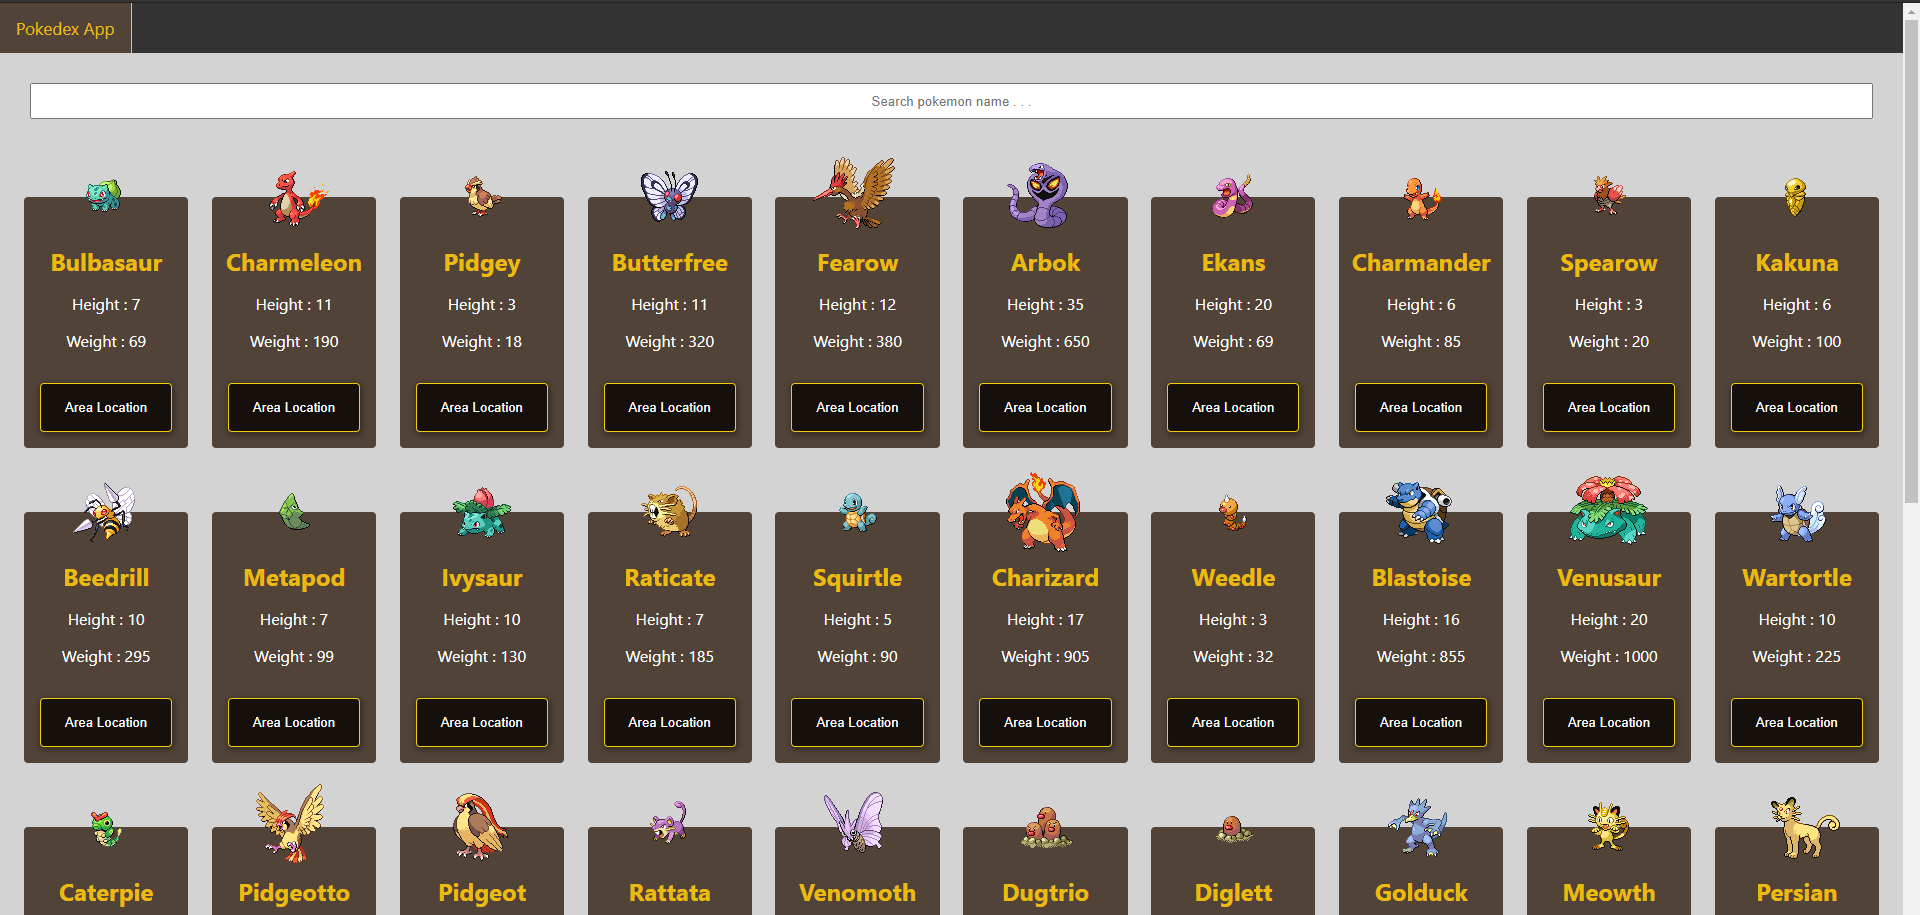 Pokedex App
Search pokemon name . . .
Bulbasaur Charmeleon Pidgey Butterfree Fearow Arbok Ekans Charmander Spearow Kakuna
Height : 7 Height : 11 Height : 3 Height : 11 Height : 12 Height : 35 Height : 20 Height : 6 Height : 3 Height : 6
Weight : 69 Weight : 190 Weight : 18 Weight : 320 Weight : 380 Weight : 650 Weight : 69 Weight : 85 Weight : 20 Weight : 100
Area Location Area Location Area Location Area Location Area Location Area Location Area Location Area Location Area Location Area Location
Beedrill Metapod Ivysaur Raticate Squirtle Charizard Weedle Blastoise Venusaur Wartortle
Height : 10 Height : 7 Height : 10 Height : 7 Height : 5 Height : 17 Height : 3 Height : 16 Height : 20 Height : 10
Weight : 295 Weight : 99 Weight : 130 Weight : 185 Weight : 90 Weight : 905 Weight : 32 Weight : 855 Weight : 1000 Weight : 225
Area Location Area Location Area Location Area Location Area Location Area Location Area Location Area Location Area Location Area Location
Caterpie Pidgeotto Pidgeot Rattata Venomoth Dugtrio Diglett Golduck Meowth Persian